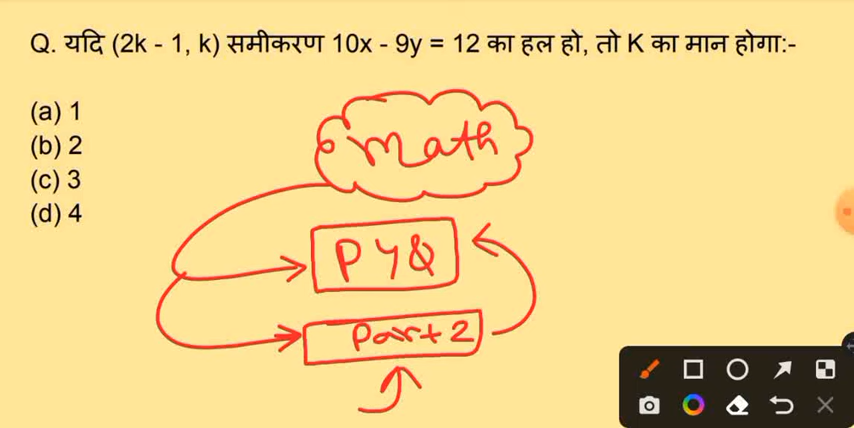 Q. यदि (2k - 1, k) समीकरण 10x - 9y = 12 का हल हो, तो K का मान होगा:-
(a) 1
(b) 2
(c) 3
(d) 4
math
PYQ
Part 2